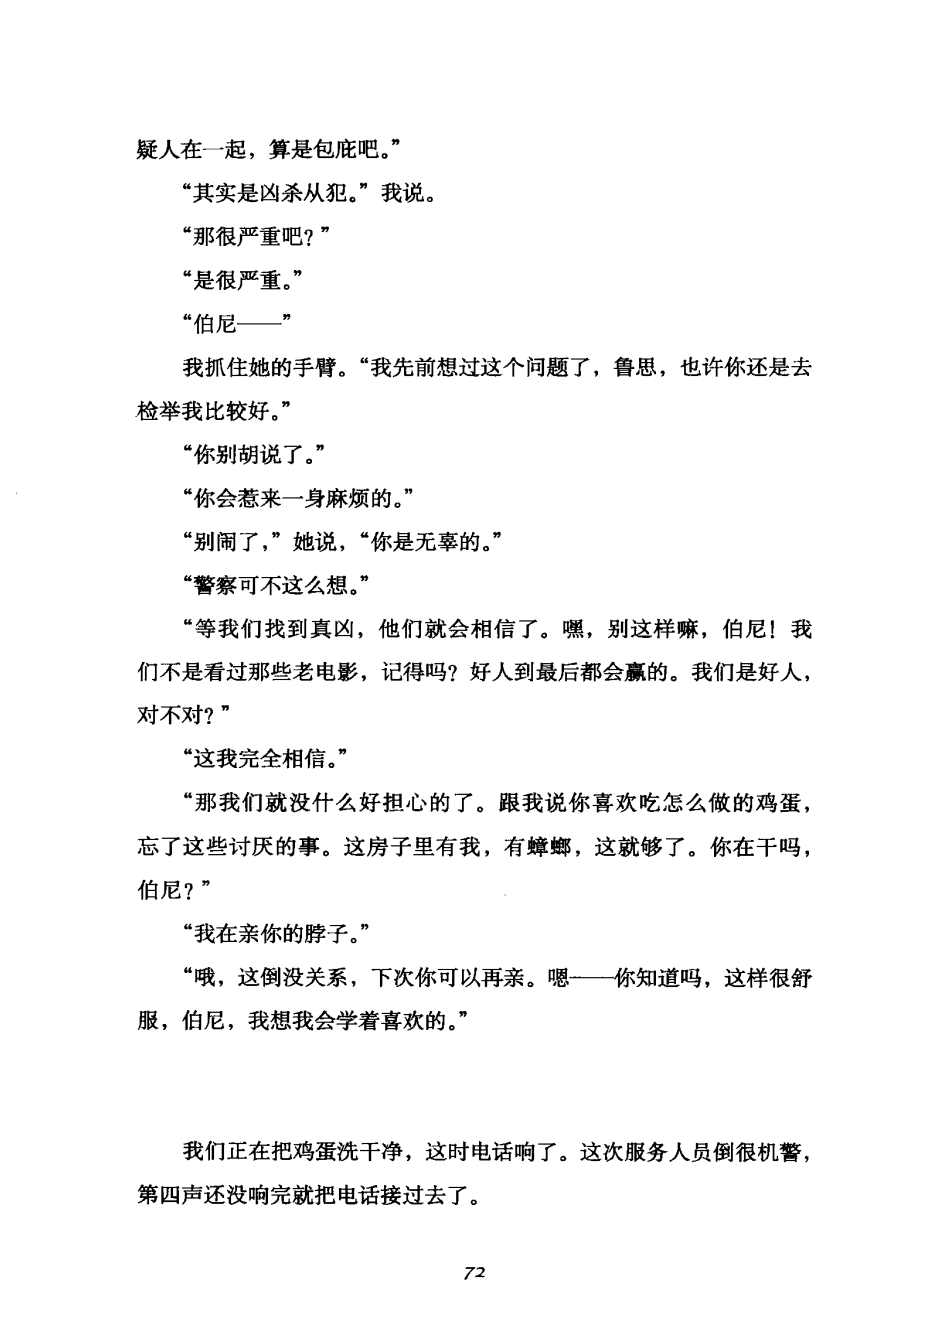 疑人在一起，算是包庇吧。”
“其实是凶杀从犯。”我说。
“那很严重吧？”
“是很严重。”
“伯尼——”
我抓住她的手臂。“我先前想过这个问题了，鲁思，也许你还是去
检举我比较好。”
“你别胡说了。”
“你会惹来一身麻烦的。”
“别闹了，”她说，“你是无辜的。”
“警察可不这么想。”
“等我们找到真凶，他们就会相信了。嘿，别这样嘛，伯尼！我
们不是看过那些老电影，记得吗？好人到最后都会赢的。我们是好人，
对不对？”
“这我完全相信。”
“那我们就没什么好担心的了。跟我说你喜欢吃怎么做的鸡蛋，
忘了这些讨厌的事。这房子里有我，有蟑螂，这就够了。你在干吗，
伯尼？”
“我在亲你的脖子。”
“哦，这倒没关系，下次你可以再亲。嗯——你知道吗，这样很舒
服，伯尼，我想我会学着喜欢的。”
我们正在把鸡蛋洗干净，这时电话响了。这次服务人员倒很机警，
第四声还没响完就把电话接过去了。
72